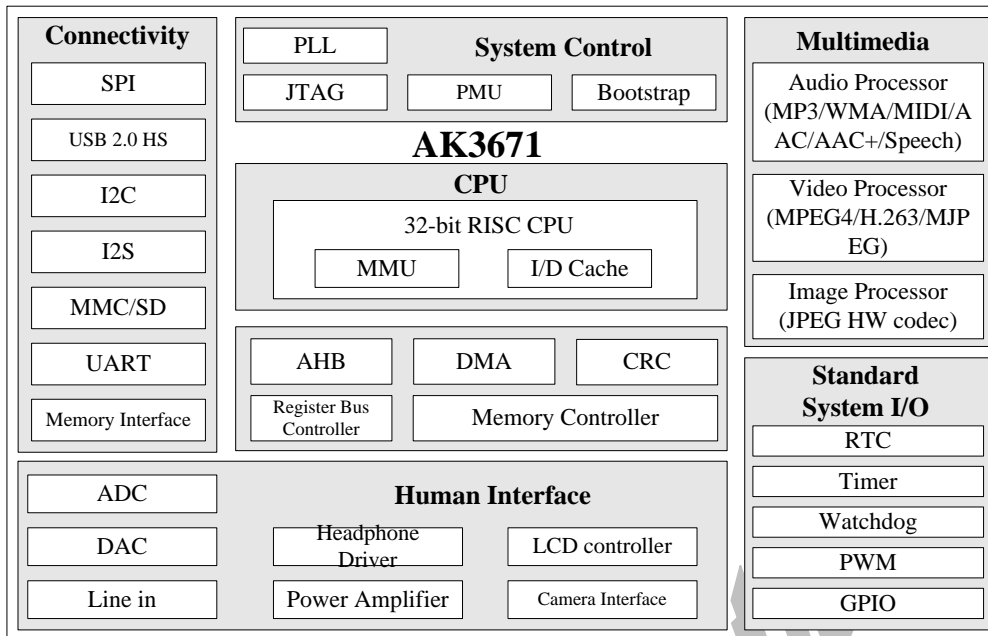 Connectivity
SPI
USB 2.0 HS
I2C
I2S
MMC/SD
UART
Memory Interface
PLL
System Control
JTAG
PMU
Bootstrap
AK3671
CPU
32-bit RISC CPU
MMU
I/D Cache
AHB
DMA
CRC
Register Bus
Controller
Memory Controller
Multimedia
Audio Processor
(MP3/WMA/MIDI/A
AC/AAC+/Speech)
Video Processor
(MPEG4/H.263/MJP
EG)
Image Processor
(JPEG HW codec)
Standard
System I/O
RTC
Timer
Watchdog
PWM
GPIO
ADC
Human Interface
DAC
Headphone
Driver
LCD controller
Line in
Power Amplifier
Camera Interface